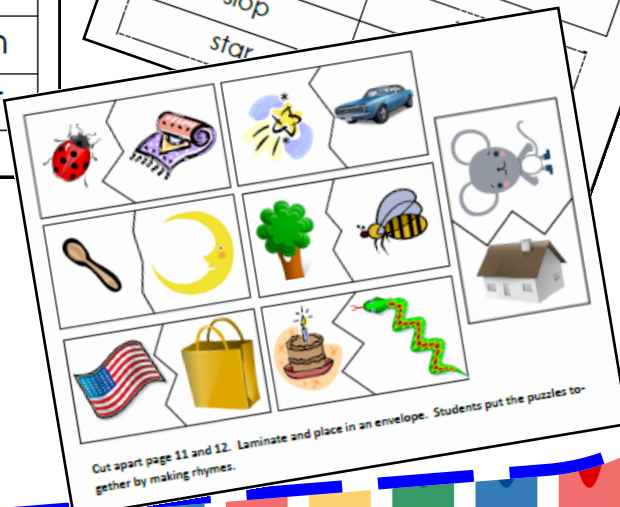 slop
star
n
Cut apart page 11 and 12.  Laminate and place in an envelope.  Students put the puzzles to-
gether by making rhymes.